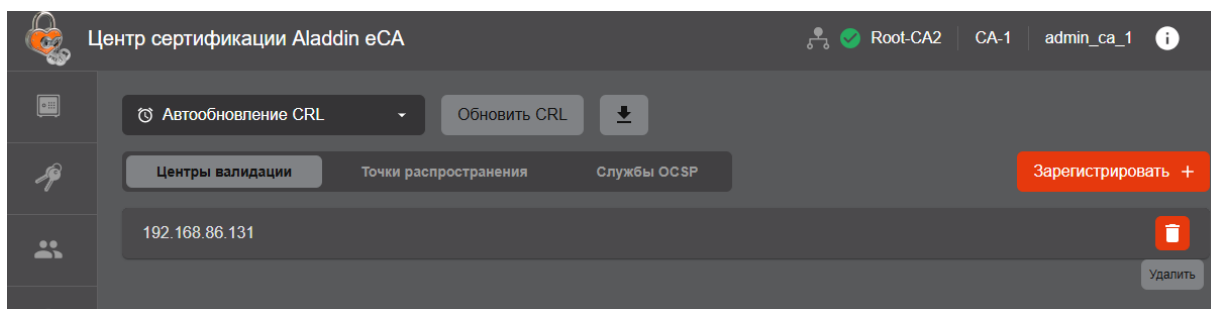 Центр сертификации Aladdin eCA Root-CA2 CA-1 admin_ca_1
Автообновление CRL Обновить CRL
Центры валидации Точки распространения Службы OCSP Зарегистрировать +
192.168.86.131
Удалить